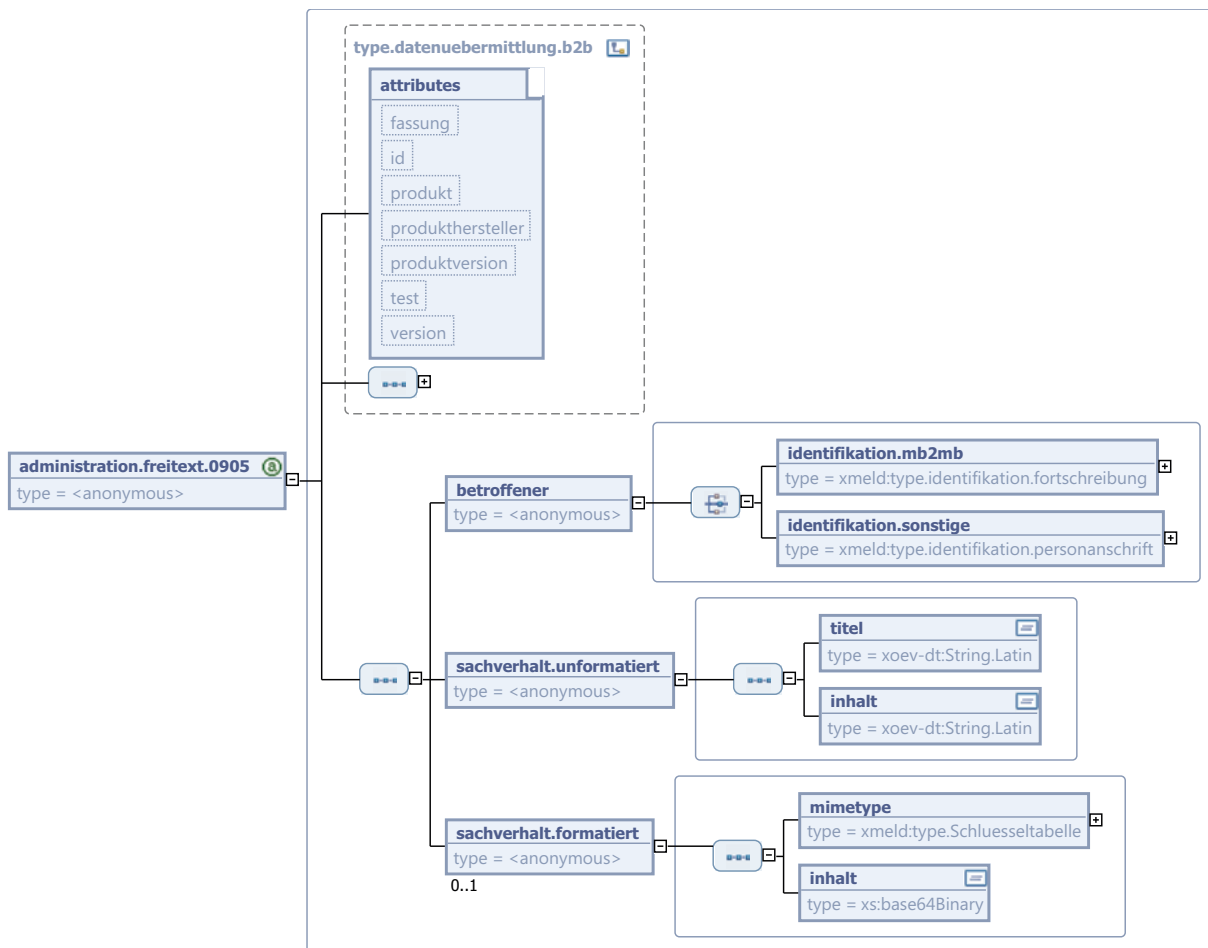 type.datenuebermittlung.b2b
attributes
fassung
id
produkt
produkthersteller
produktversion
test
version
administration.freitext.0905
type = <anonymous>
betroffener
type = <anonymous>
identifikation.mb2mb
type = xmeld:type.identifikation.fortschreibung
identifikation.sonstige
type = xmeld:type.identifikation.personanschrift
sachverhalt.unformatiert
type = <anonymous>
titel
type = xoev-dt:String.Latin
inhalt
type = xoev-dt:String.Latin
sachverhalt.formatiert
type = <anonymous>
0..1
mimetype
type = xmeld:type.Schluesseltabelle
inhalt
type = xs:base64Binary